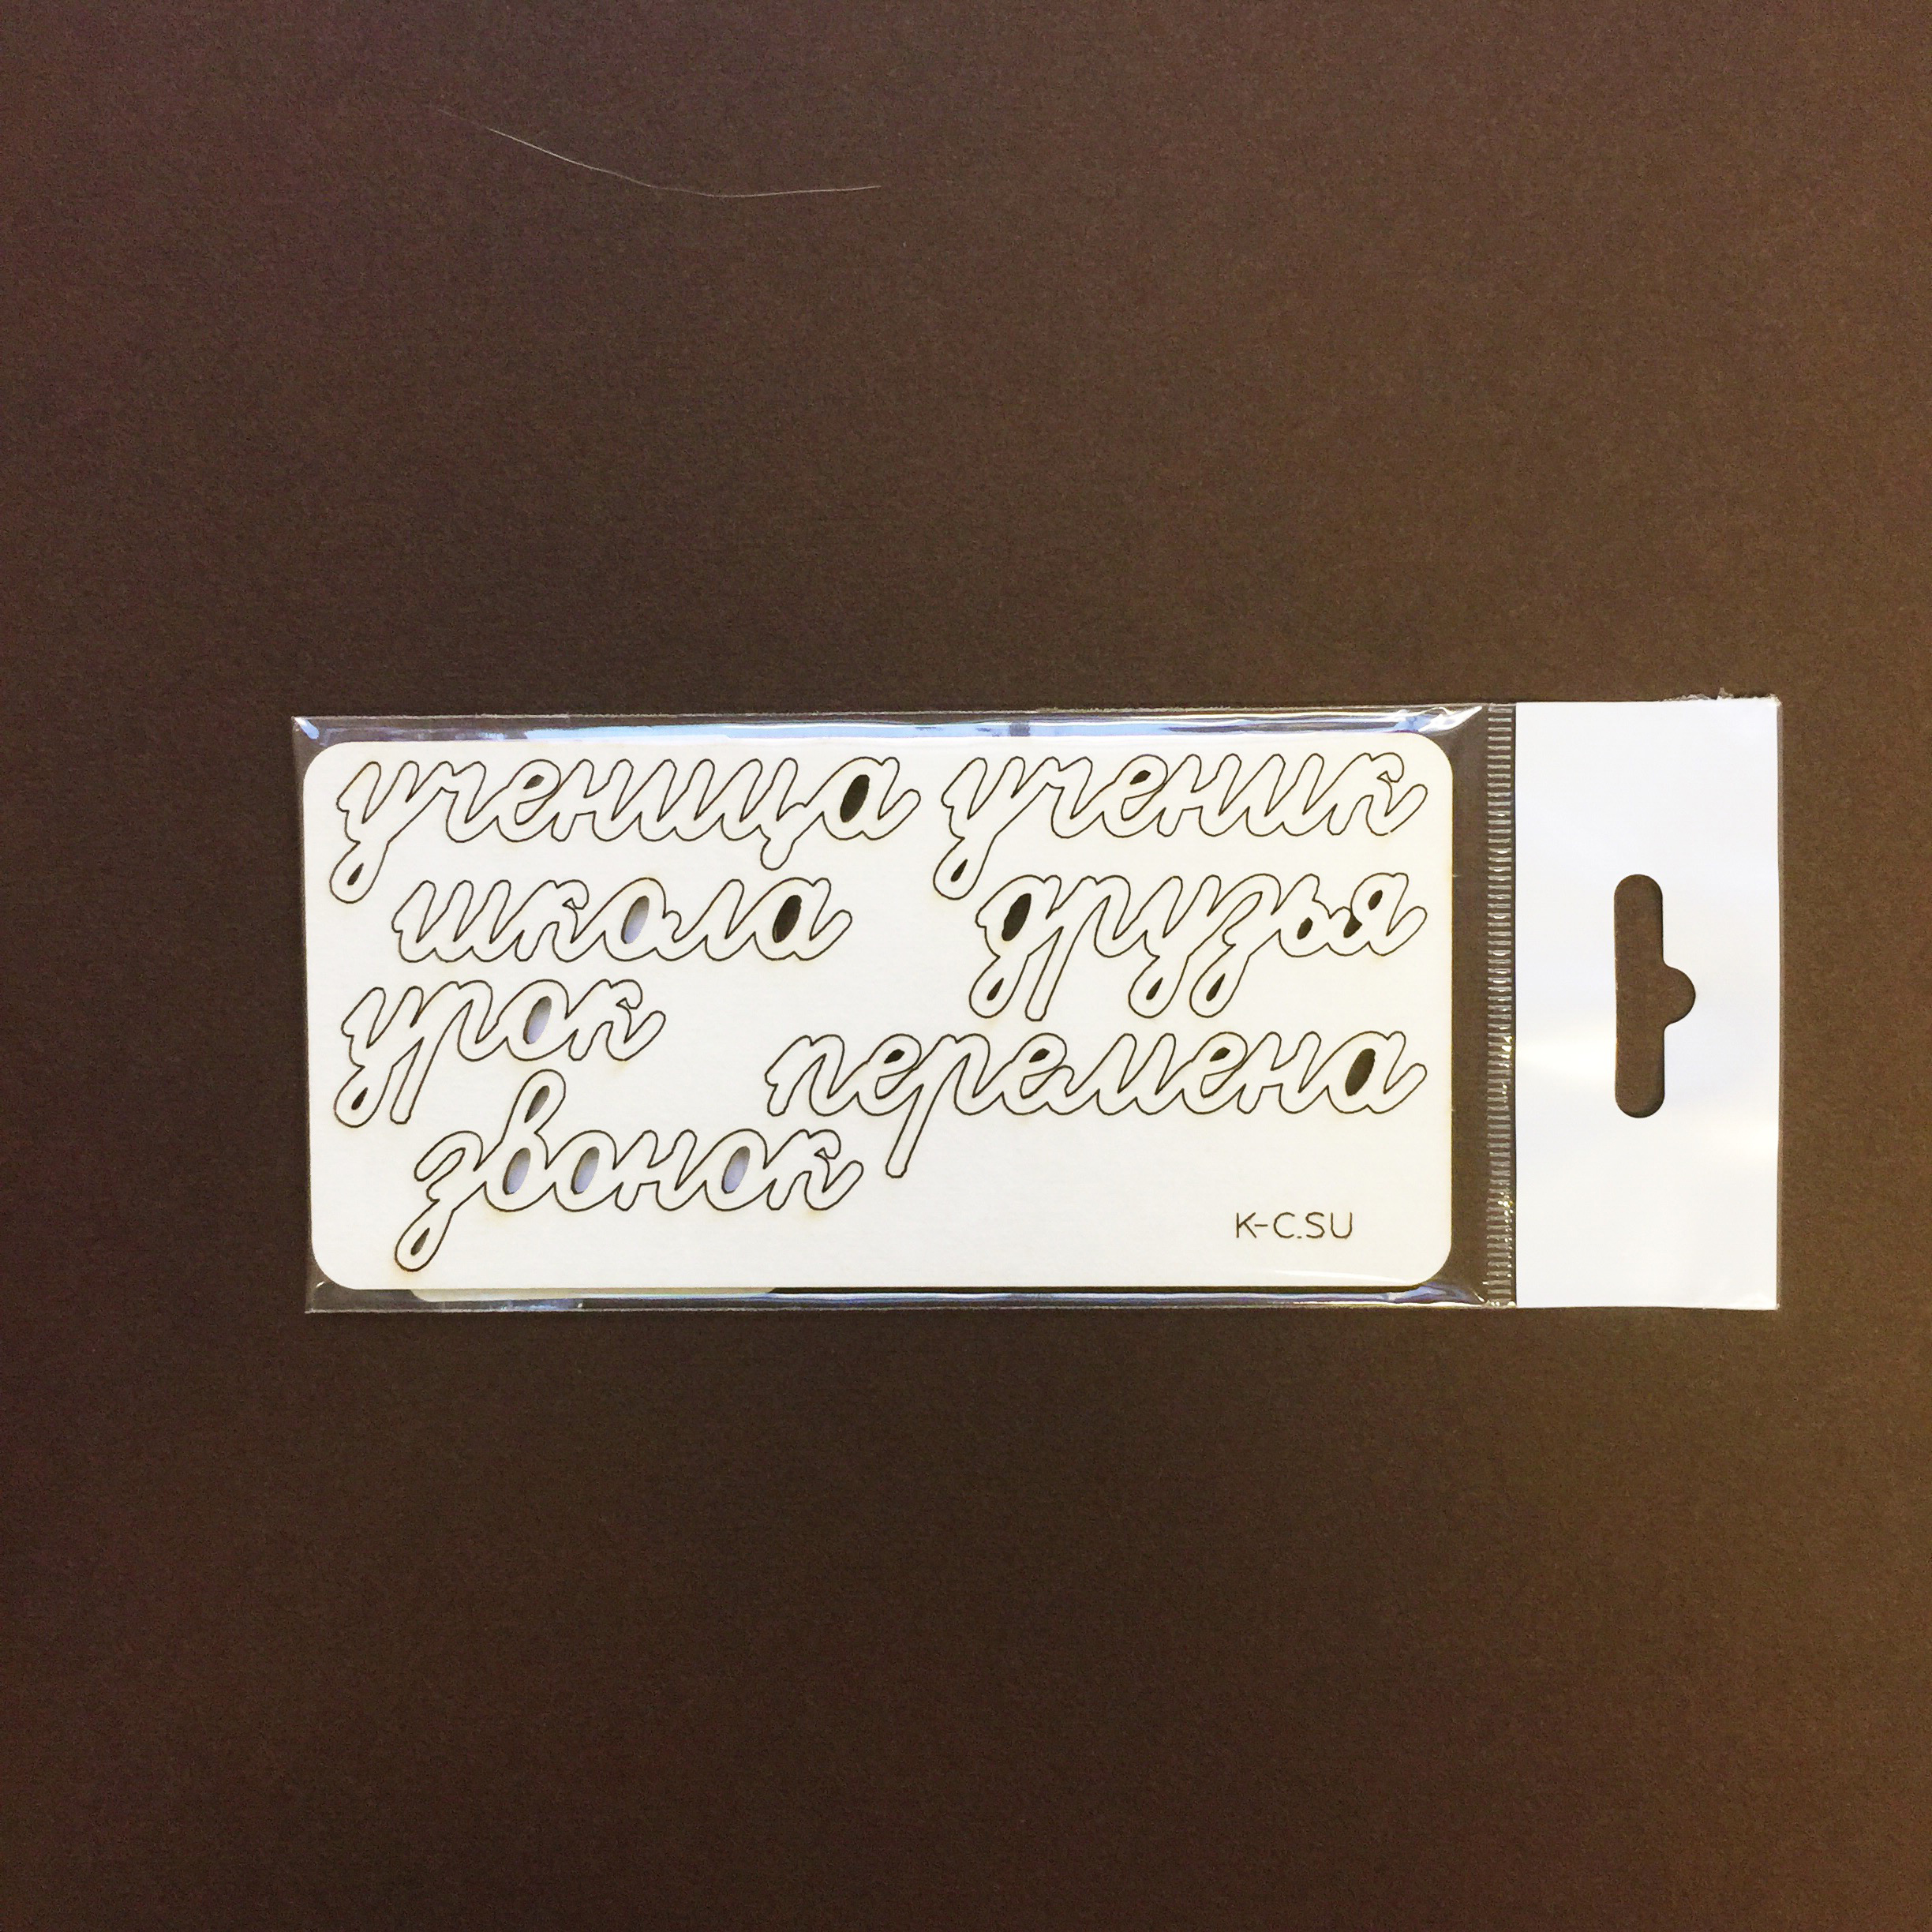 ученица ученик
школа друзья
урок
перемена
звонок
K-C.SU